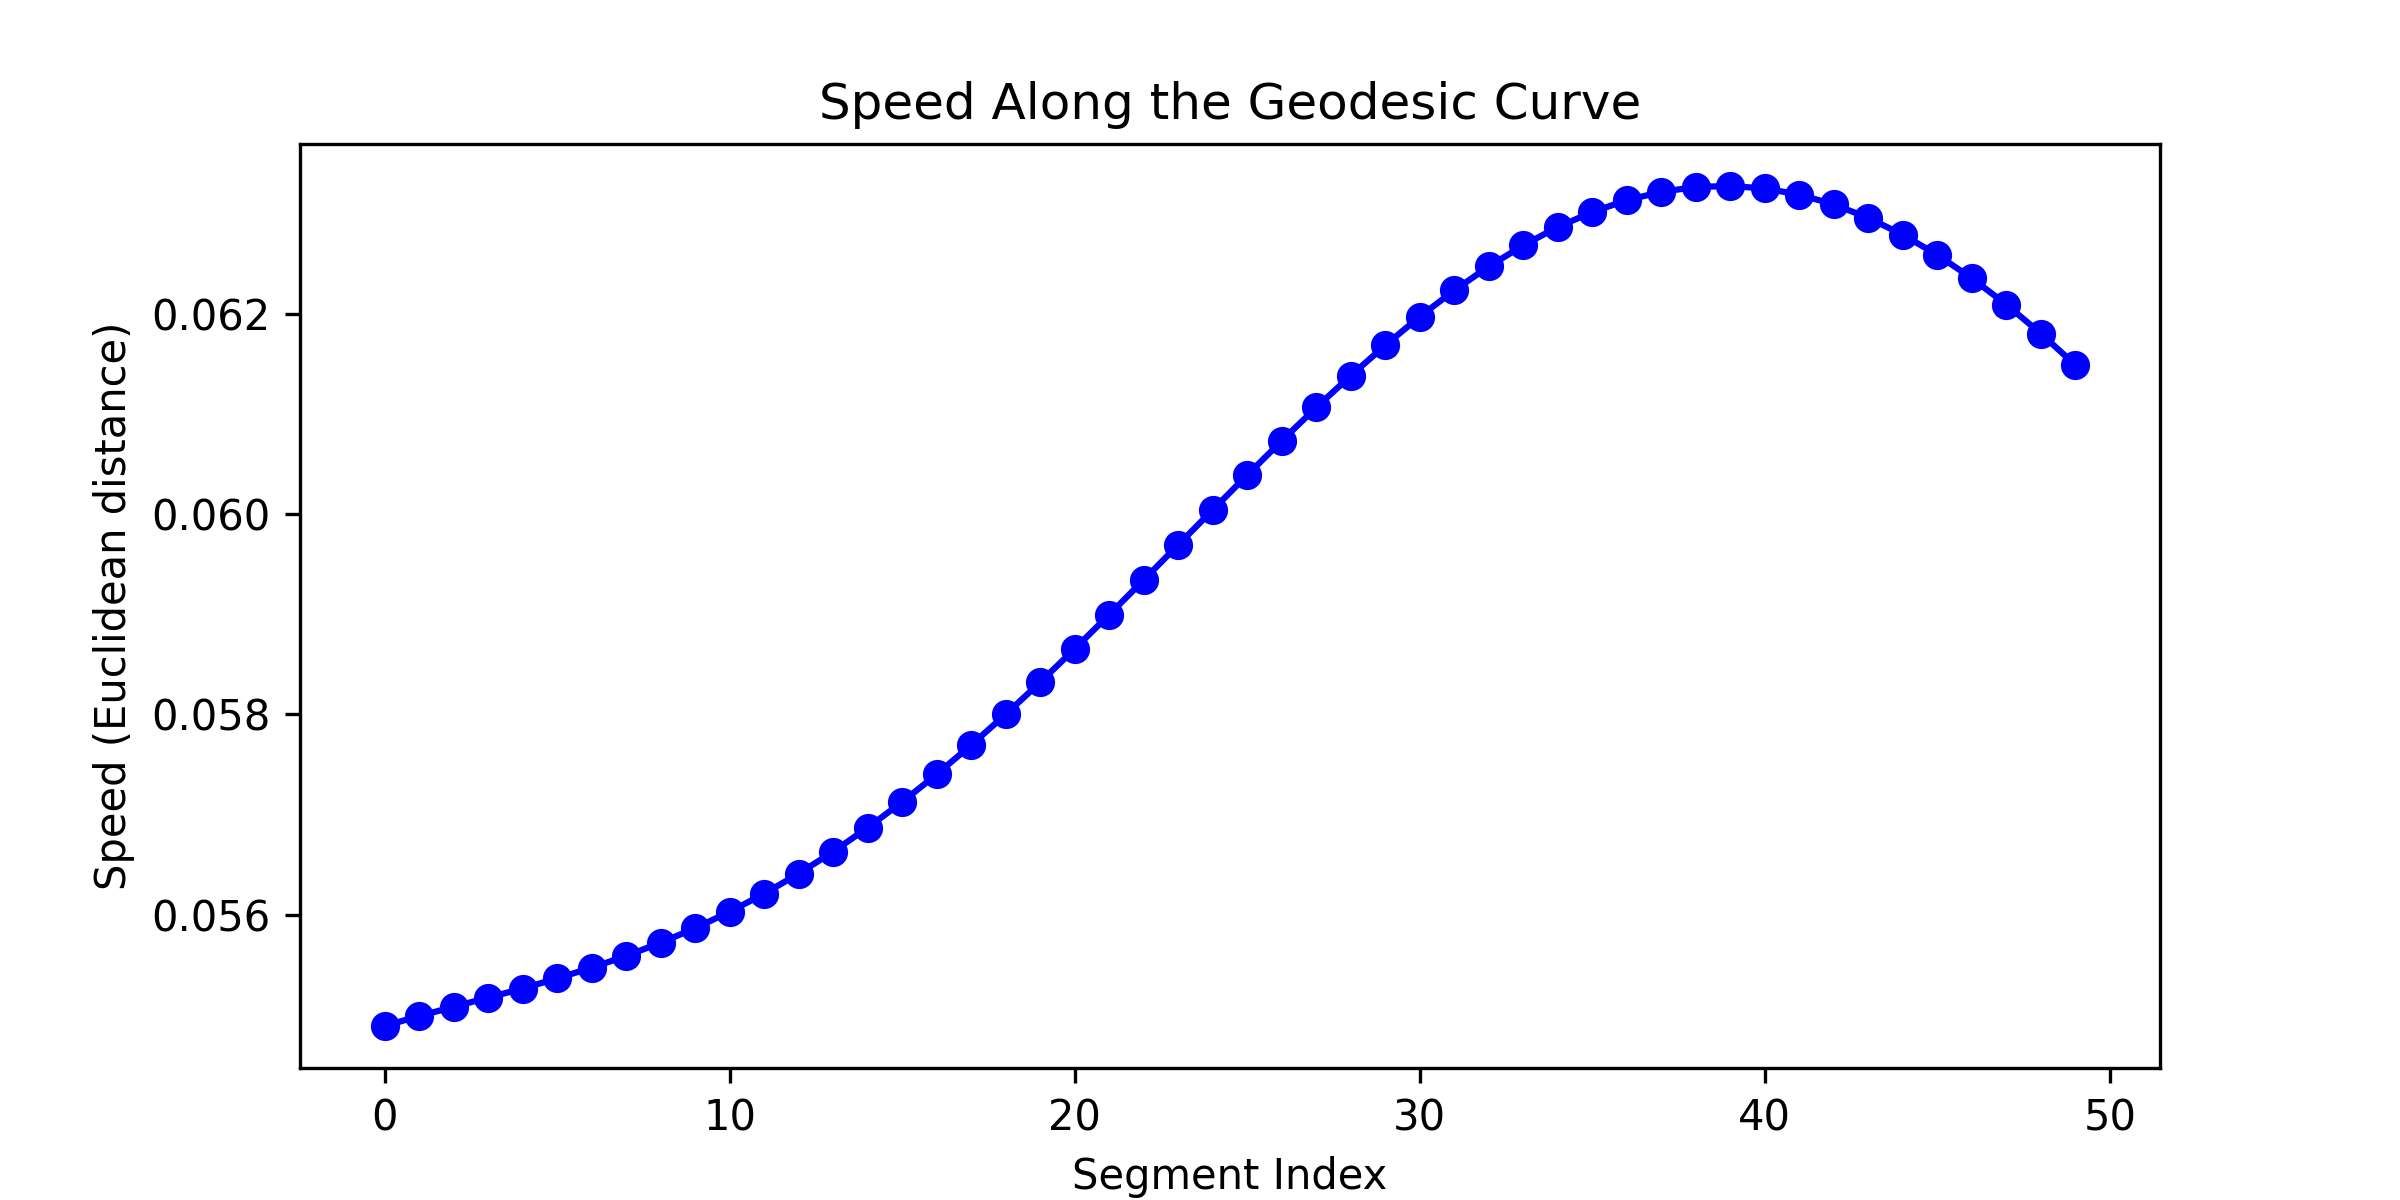 Speed Along the Geodesic Curve
Speed (Euclidean distance)
0.062
0.060
0.058
0.056
0 10 20 30 40 50
Segment Index